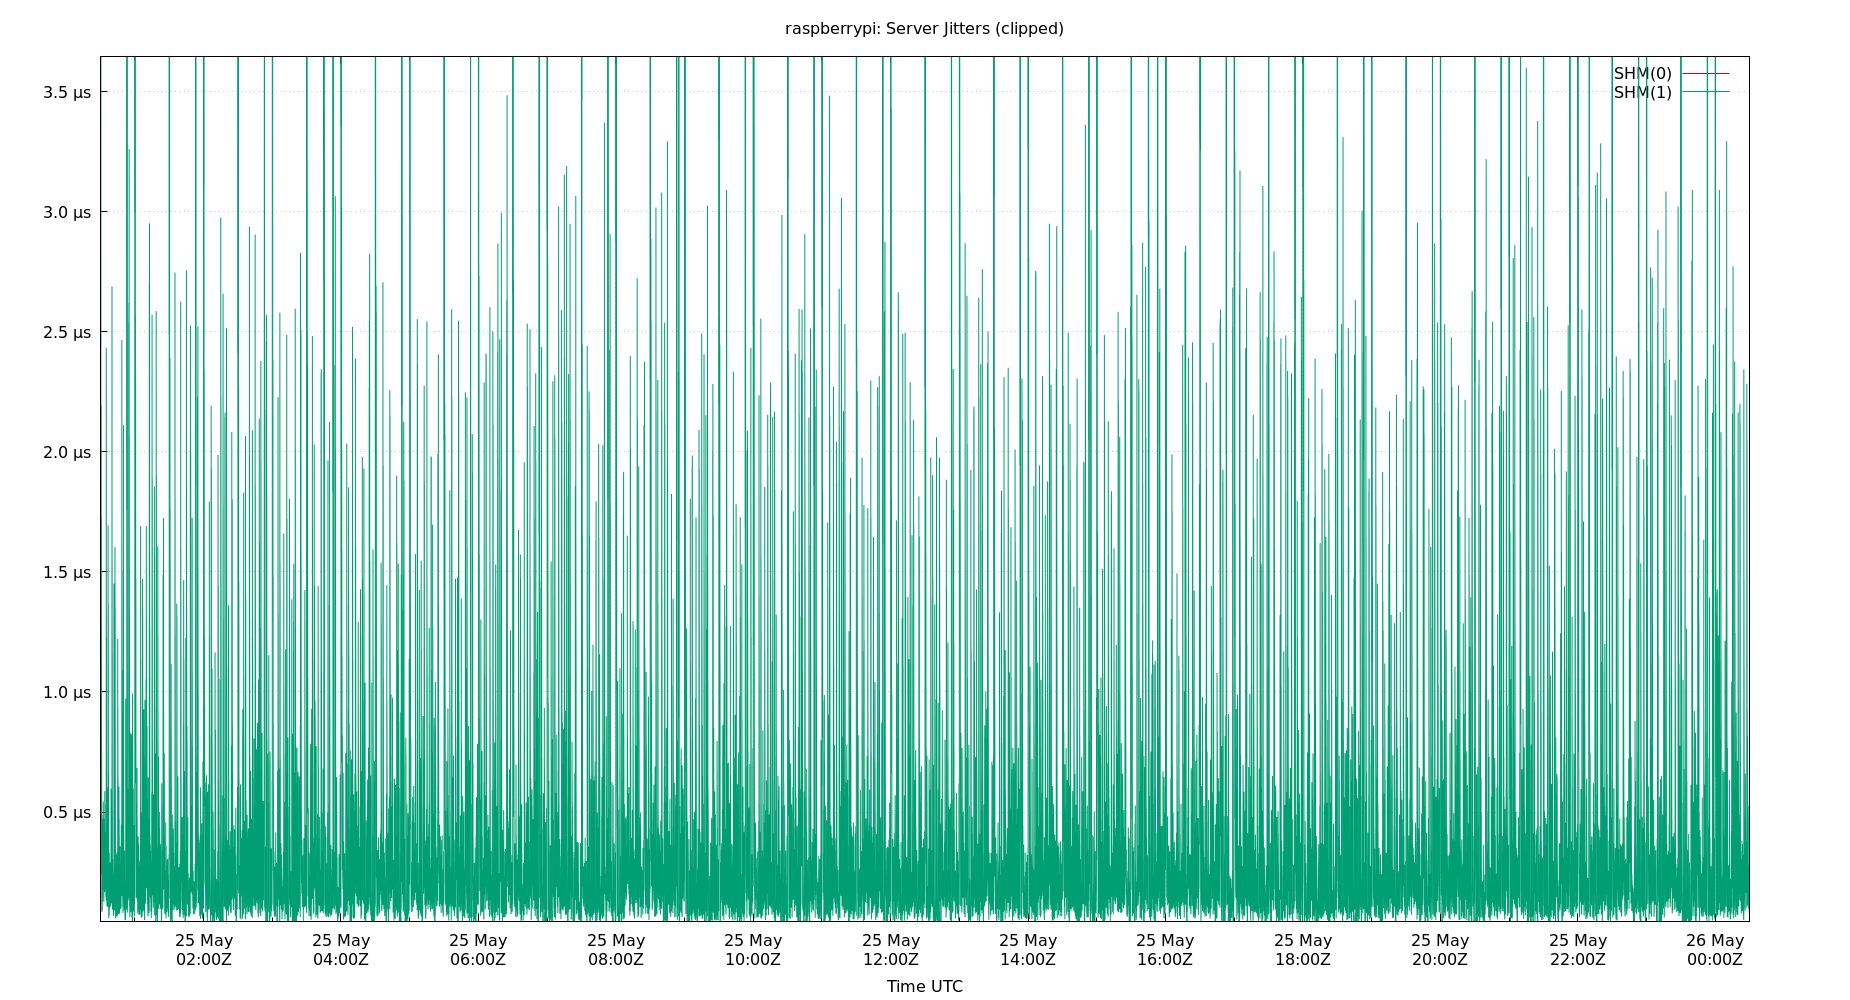 raspberrypi: Server Jitters (clipped)
SHM(0)
SHM(1)
3.5 µs
3.0 µs
2.5 µs
2.0 µs
1.5 µs
1.0 µs
0.5 µs
25 May 25 May 25 May 25 May 25 May 25 May 25 May 25 May 25 May 25 May 25 May 26 May
02:00Z 04:00Z 06:00Z 08:00Z 10:00Z 12:00Z 14:00Z 16:00Z 18:00Z 20:00Z 22:00Z 00:00Z
Time UTC